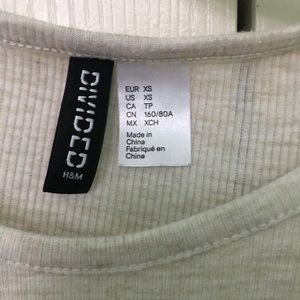 DIVIDED
H&M
EUR XS
US XS
CA TP
CN 160/80A
MX XCH
Made in
China
Fabriqué en
Chine